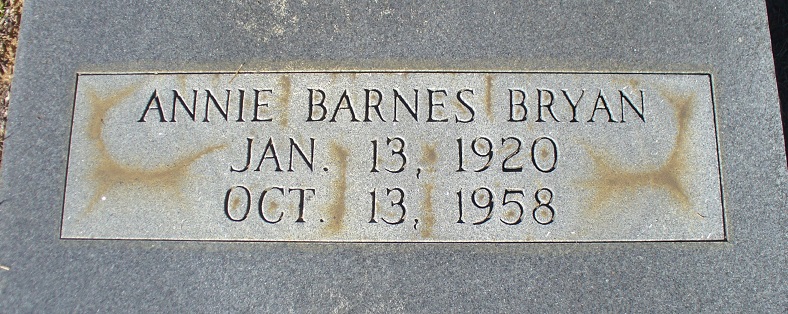 ANNIE BARNES BRYAN
JAN. 13, 1920
OCT. 13, 1958